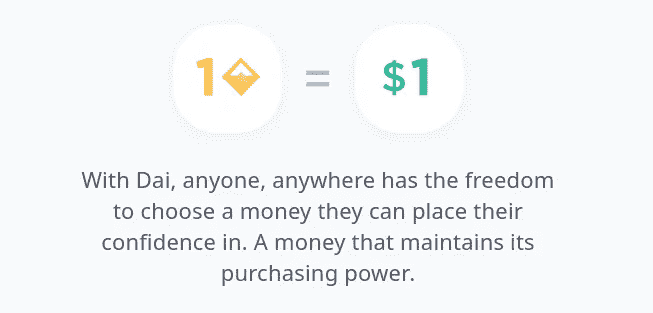 1 = $1
With Dai, anyone, anywhere has the freedom
to choose a money they can place their
confidence in. A money that maintains its
purchasing power.